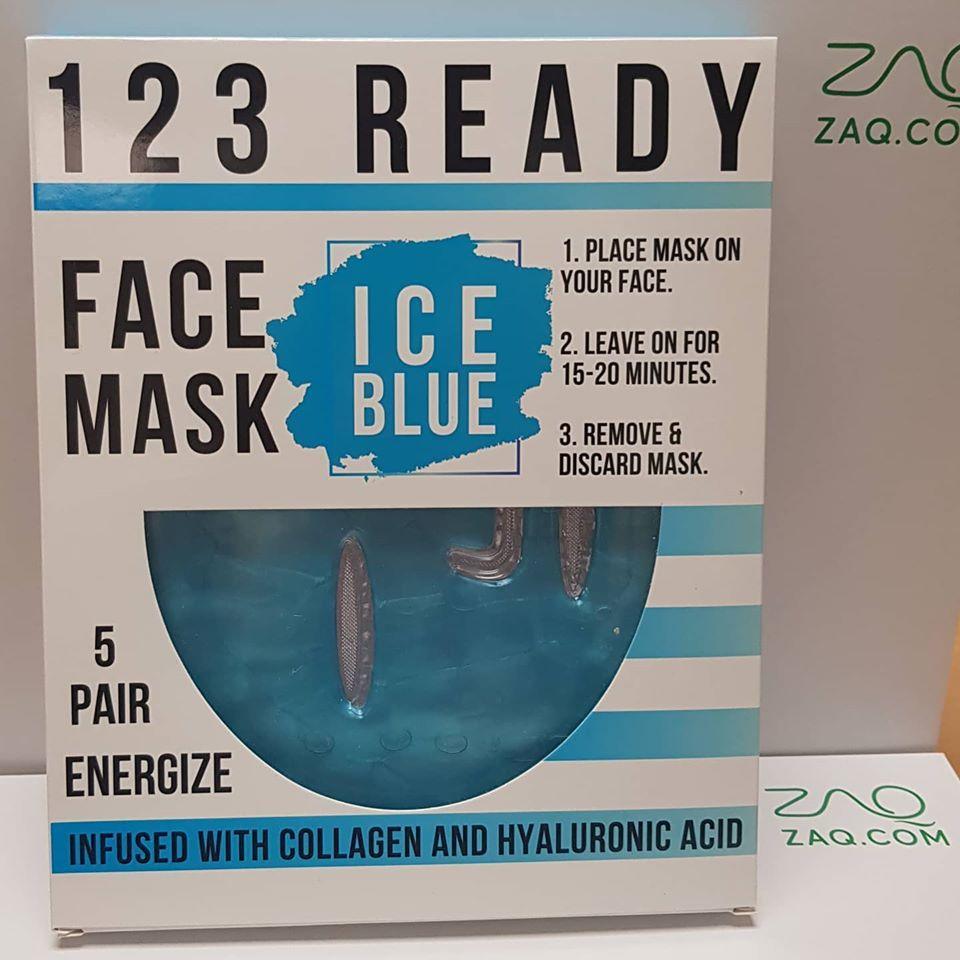 123 READY
FACE
MASK
ICE
BLUE
1. PLACE MASK ON
YOUR FACE.
2. LEAVE ON FOR
15-20 MINUTES.
3. REMOVE &
DISCARD MASK.
5
PAIR
ENERGIZE
INFUSED WITH COLLAGEN AND HYALURONIC ACID
ZAQ
ZAQ.CO
ZAQ
ZAQ.COM